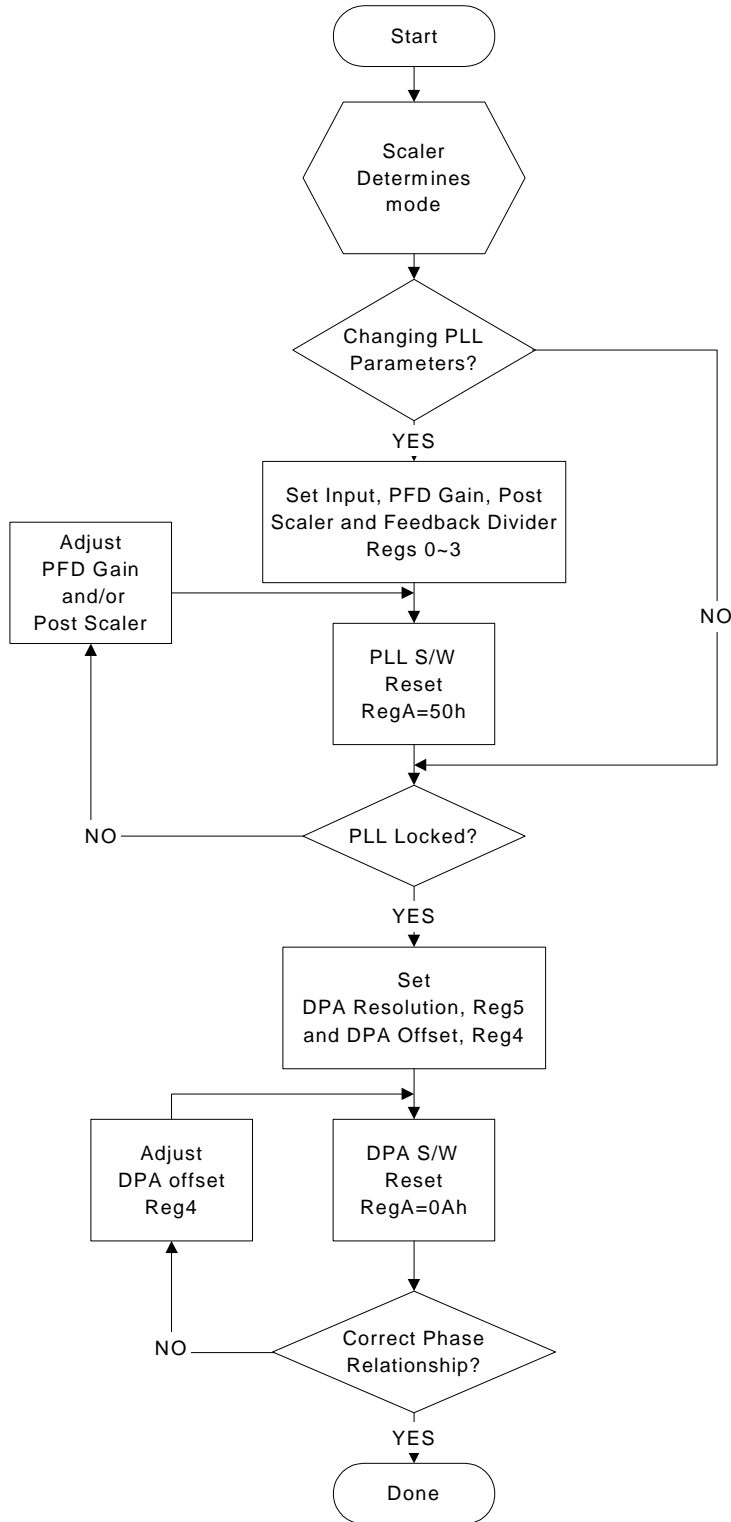 Start
Scaler
Determines
mode
Changing PLL
Parameters?
YES
NO
Set Input, PFD Gain, Post
Scaler and Feedback Divider
Regs 0~3
Adjust
PFD Gain
and/or
Post Scaler
PLL S/W
Reset
RegA=50h
NO
PLL Locked?
YES
Set
DPA Resolution, Reg5
and DPA Offset, Reg4
Adjust
DPA offset
Reg4
DPA S/W
Reset
RegA=0Ah
NO
Correct Phase
Relationship?
YES
Done